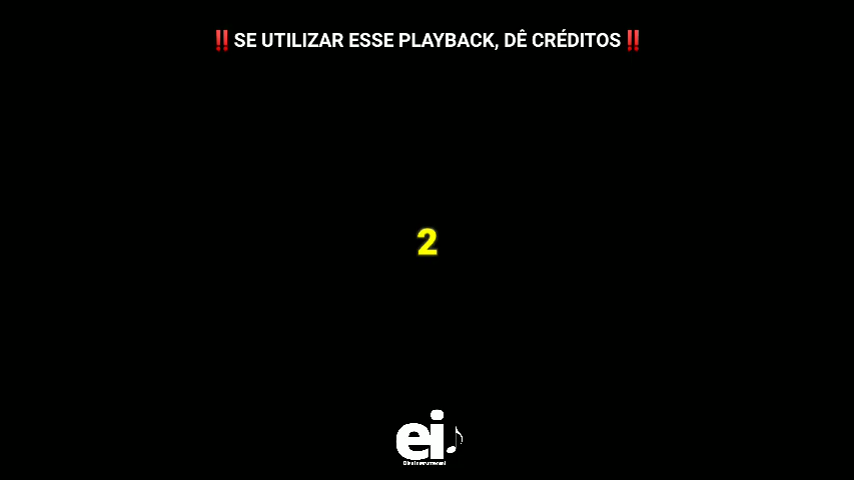 ‼️SE UTILIZAR ESSE PLAYBACK, DÊ CRÉDITOS‼️
2
ei